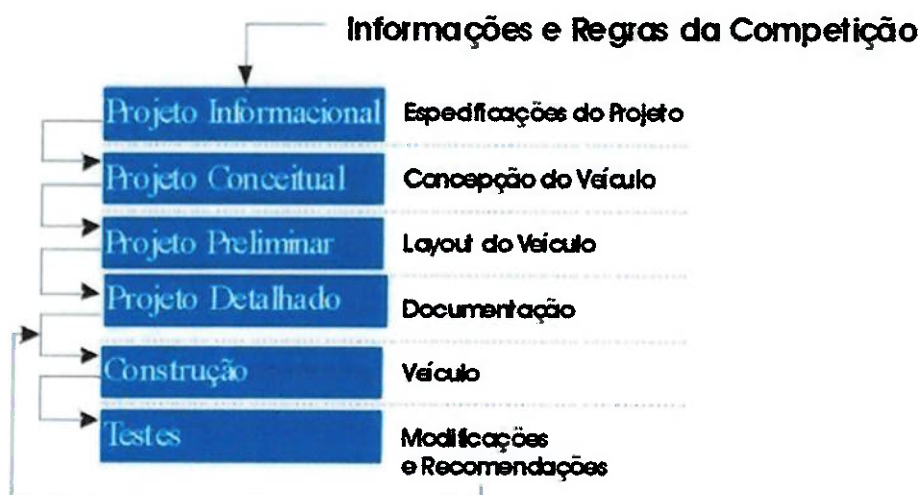 Informações e Regras da Competição
Projeto Informacional
Especificações do Projeto
Projeto Conceitual
Concepção do Veículo
Projeto Preliminar
Layout do Veículo
Projeto Detalhado
Documentação
Construção
Veículo
Testes
Modificações
e Recomendações